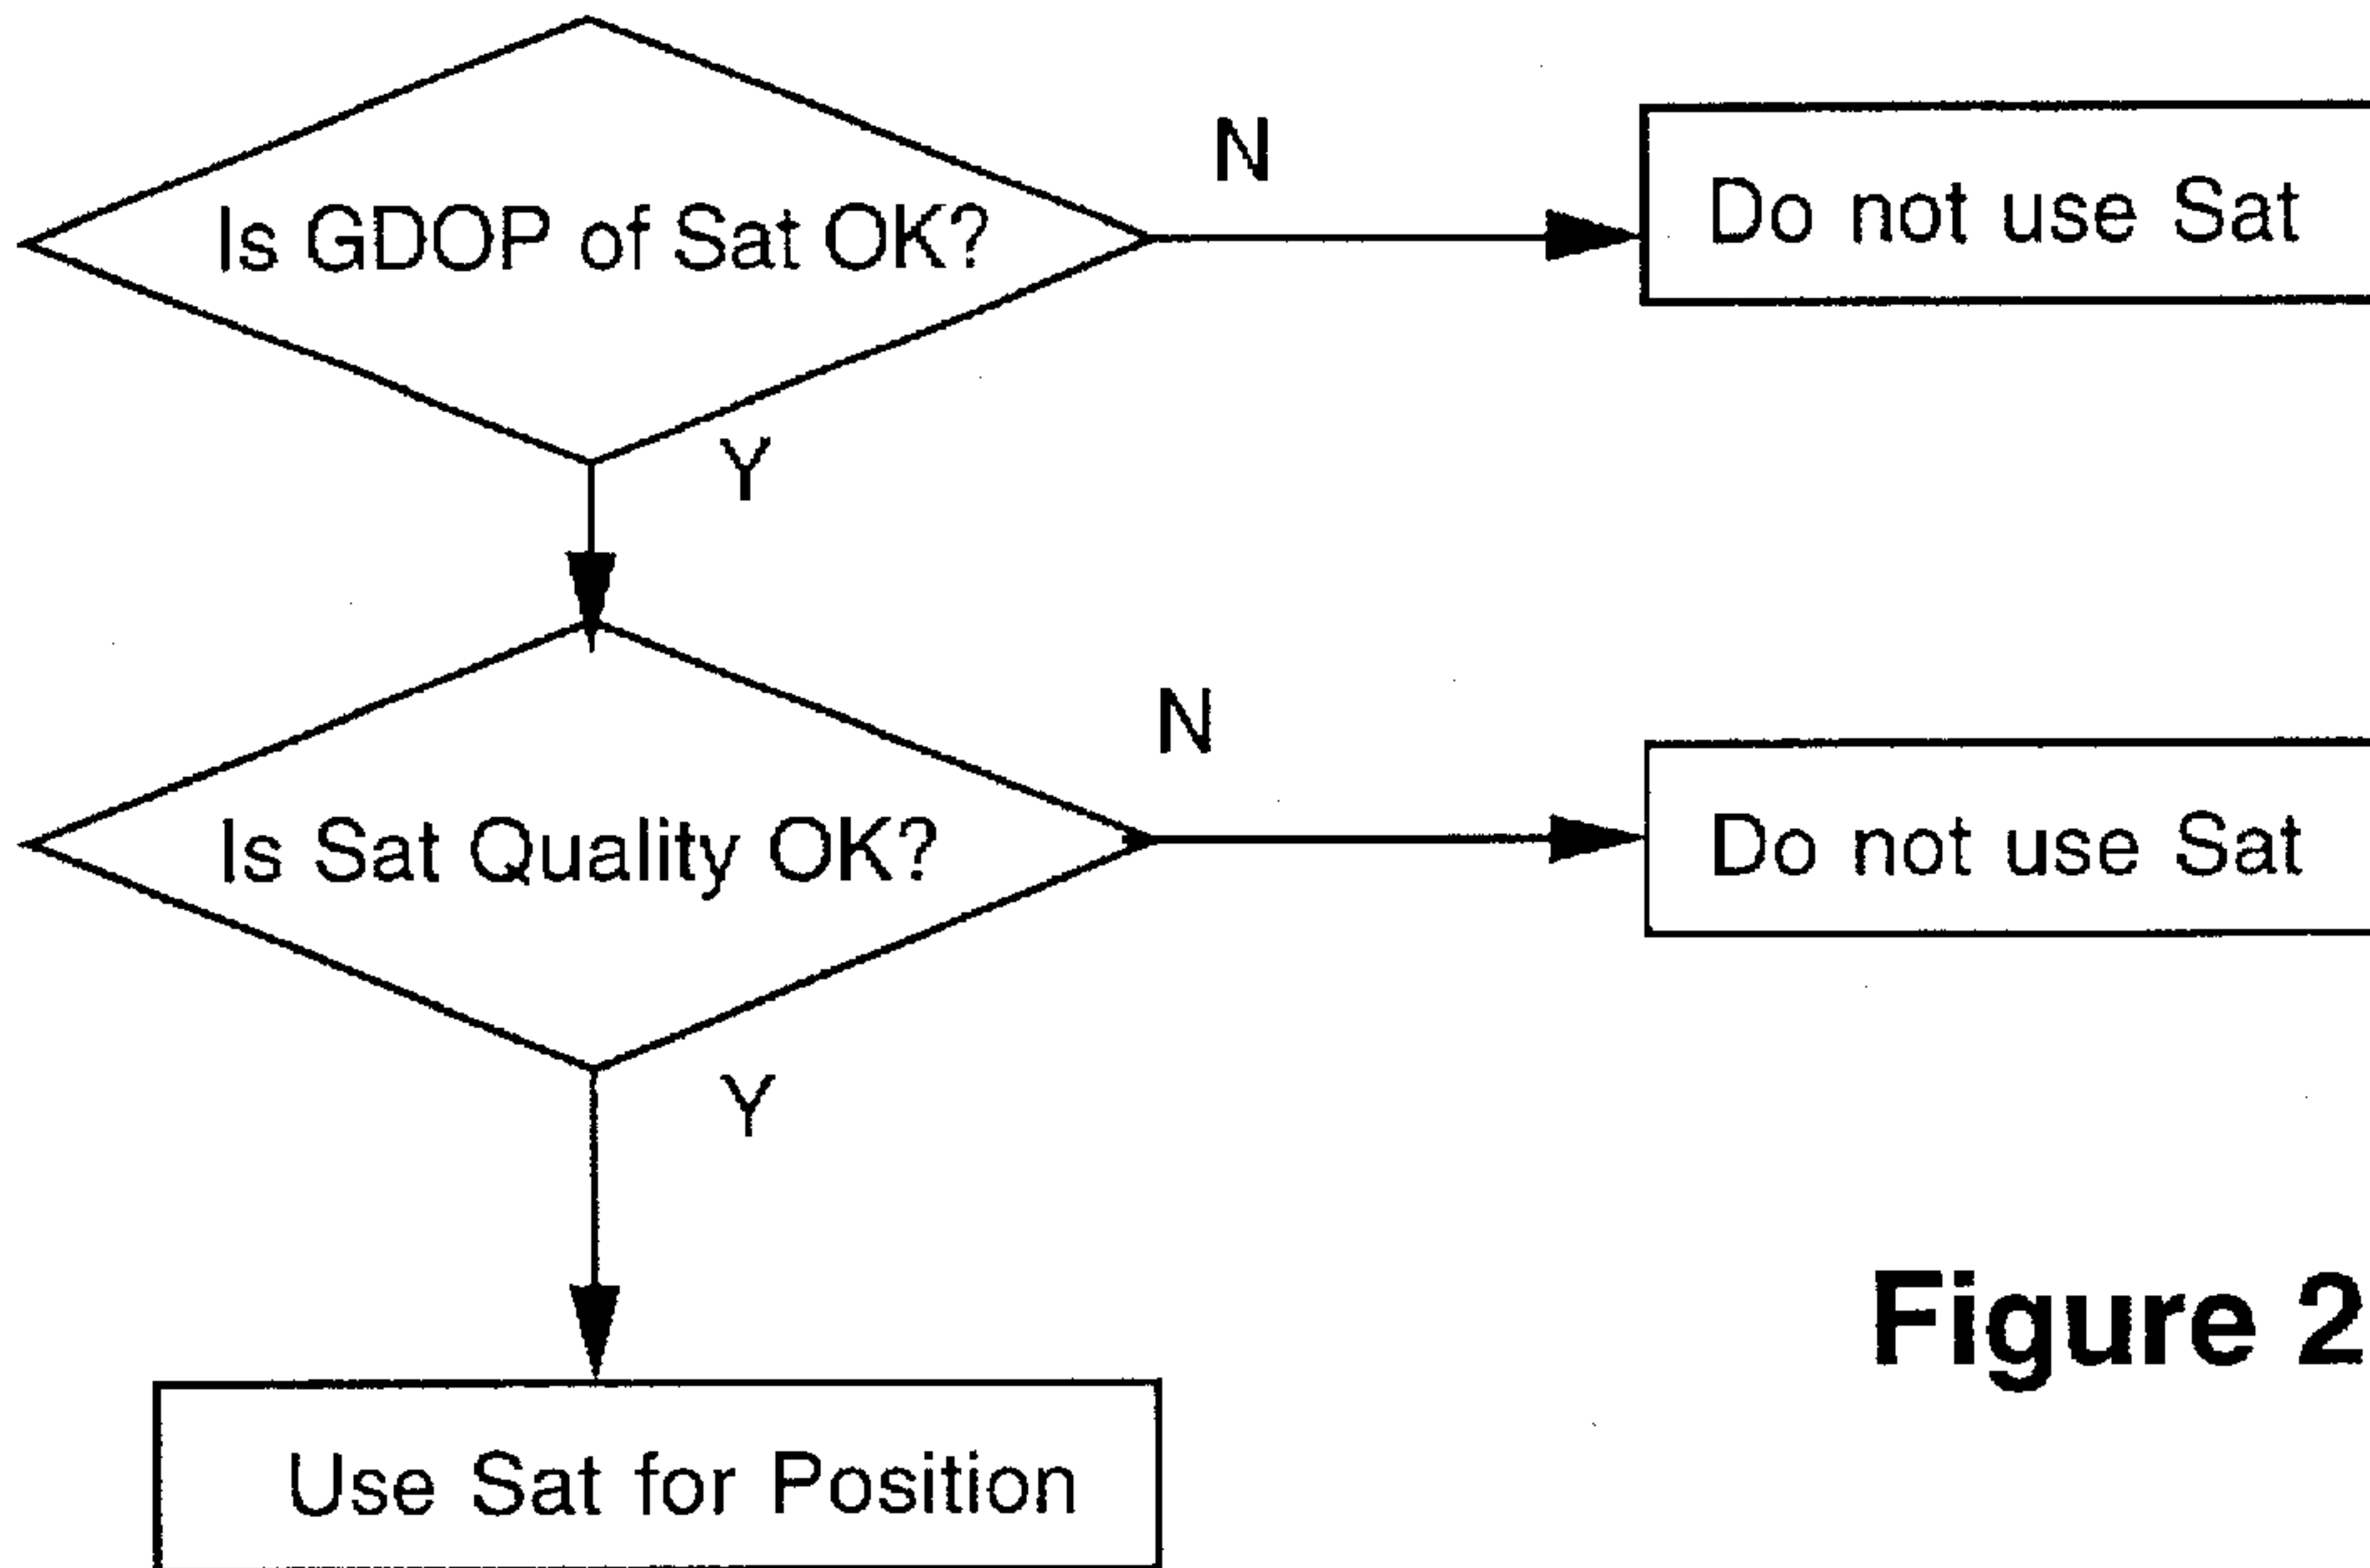 Is GDOP of Sat OK?
N
Do not use Sat
Y
Is Sat Quality OK?
N
Do not use Sat
Y
Use Sat for Position
Figure 2